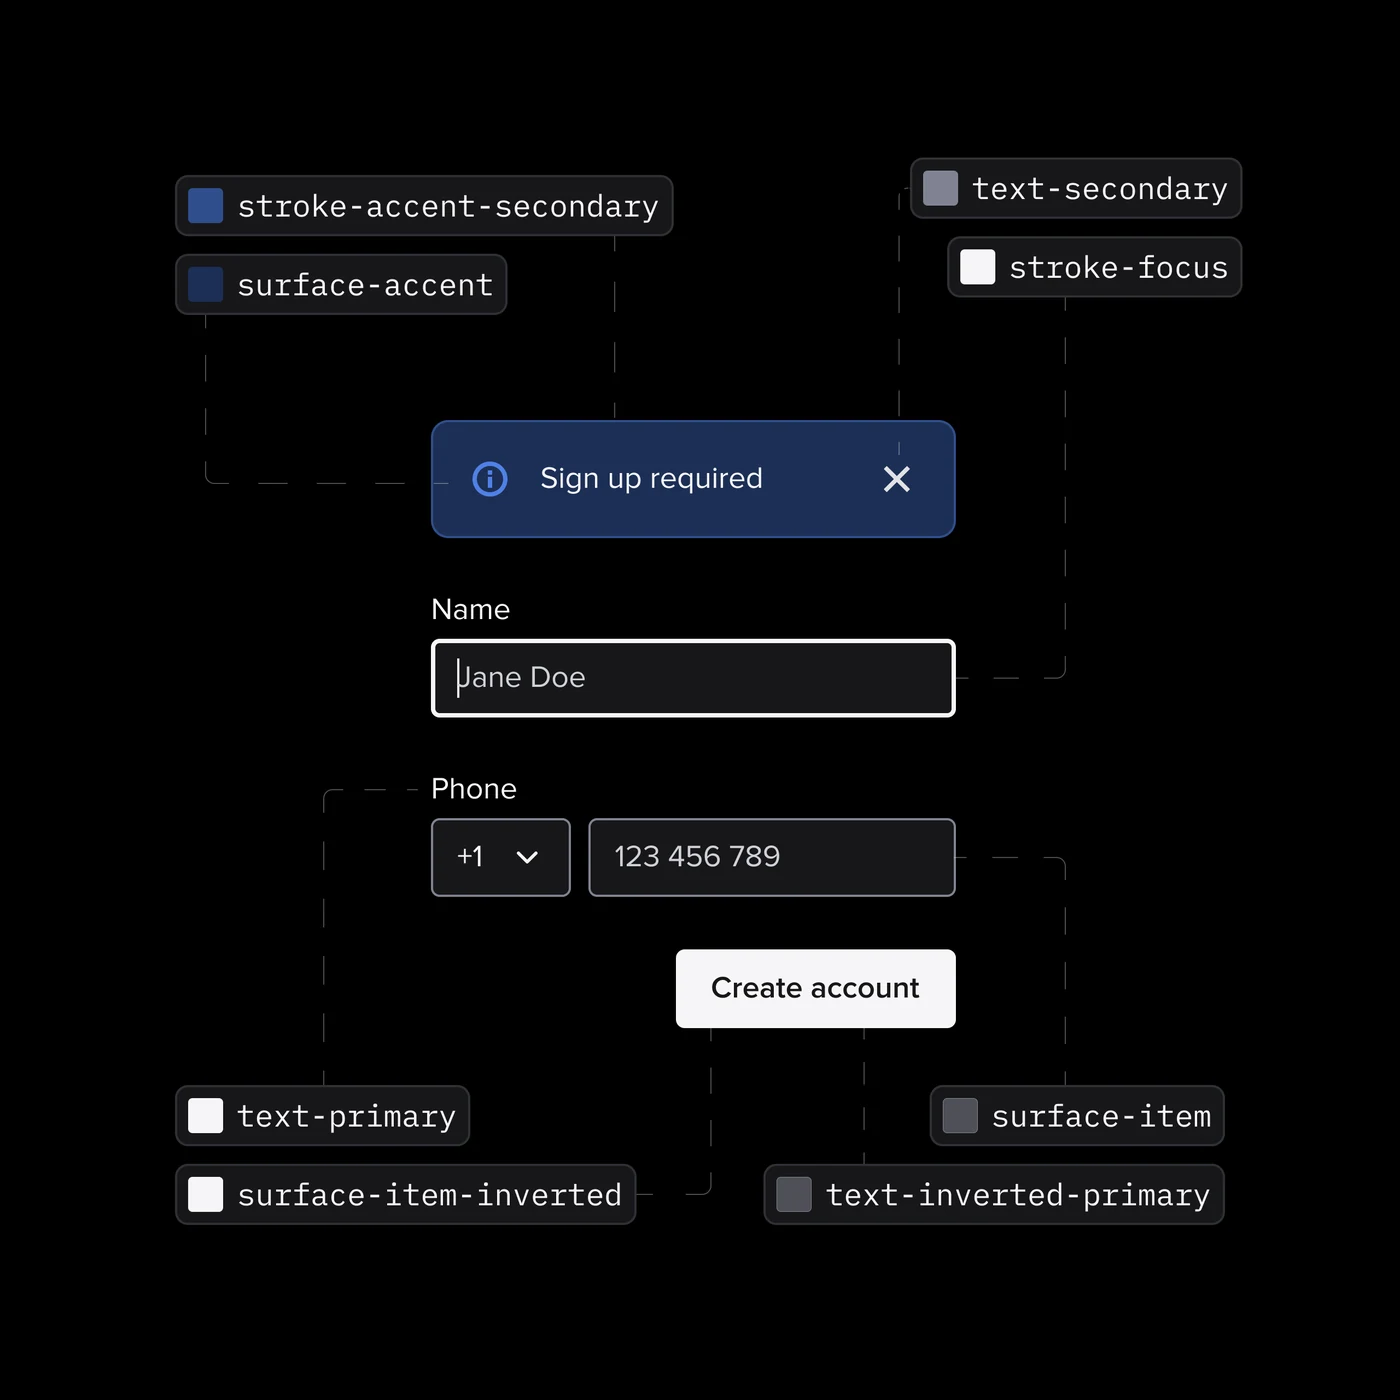 stroke-accent-secondary
text-secondary
surface-accent
stroke-focus
Sign up required
Name
Jane Doe
Phone
+1
123 456 789
Create account
text-primary
surface-item
surface-item-inverted
text-inverted-primary